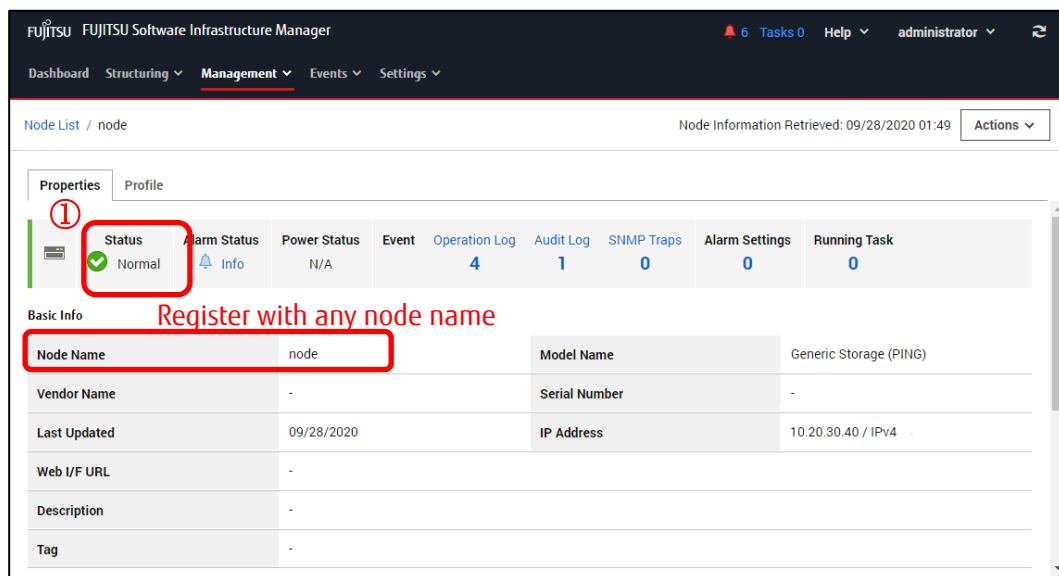 FUJITSU FUJITSU Software Infrastructure Manager 6 Tasks 0 Help administrator
Dashboard Structuring Management Events Settings
Node List / node Node Information Retrieved: 09/28/2020 01:49 Actions
Properties Profile
①
Status Alarm Status Power Status Event Operation Log Audit Log SNMP Traps Alarm Settings Running Task
Normal Info N/A 4 1 0 0 0
Basic Info Register with any node name
Node Name node Model Name Generic Storage (PING)
Vendor Name - Serial Number -
Last Updated 09/28/2020 IP Address 10.20.30.40 / IPv4
Web I/F URL -
Description -
Tag -